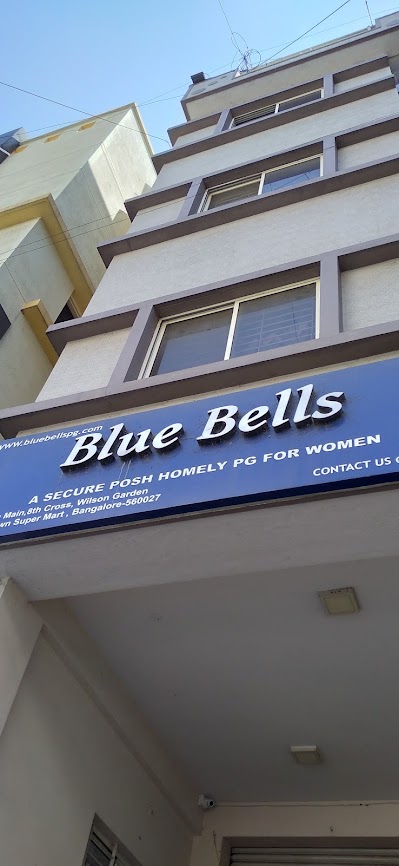 www.bluebellspg.com
Blue Bells
A SECURE POSH HOMELY PG FOR WOMEN
Main,8th Cross, Wilson Garden
Super Mart , Bangalore-560027
CONTACT US